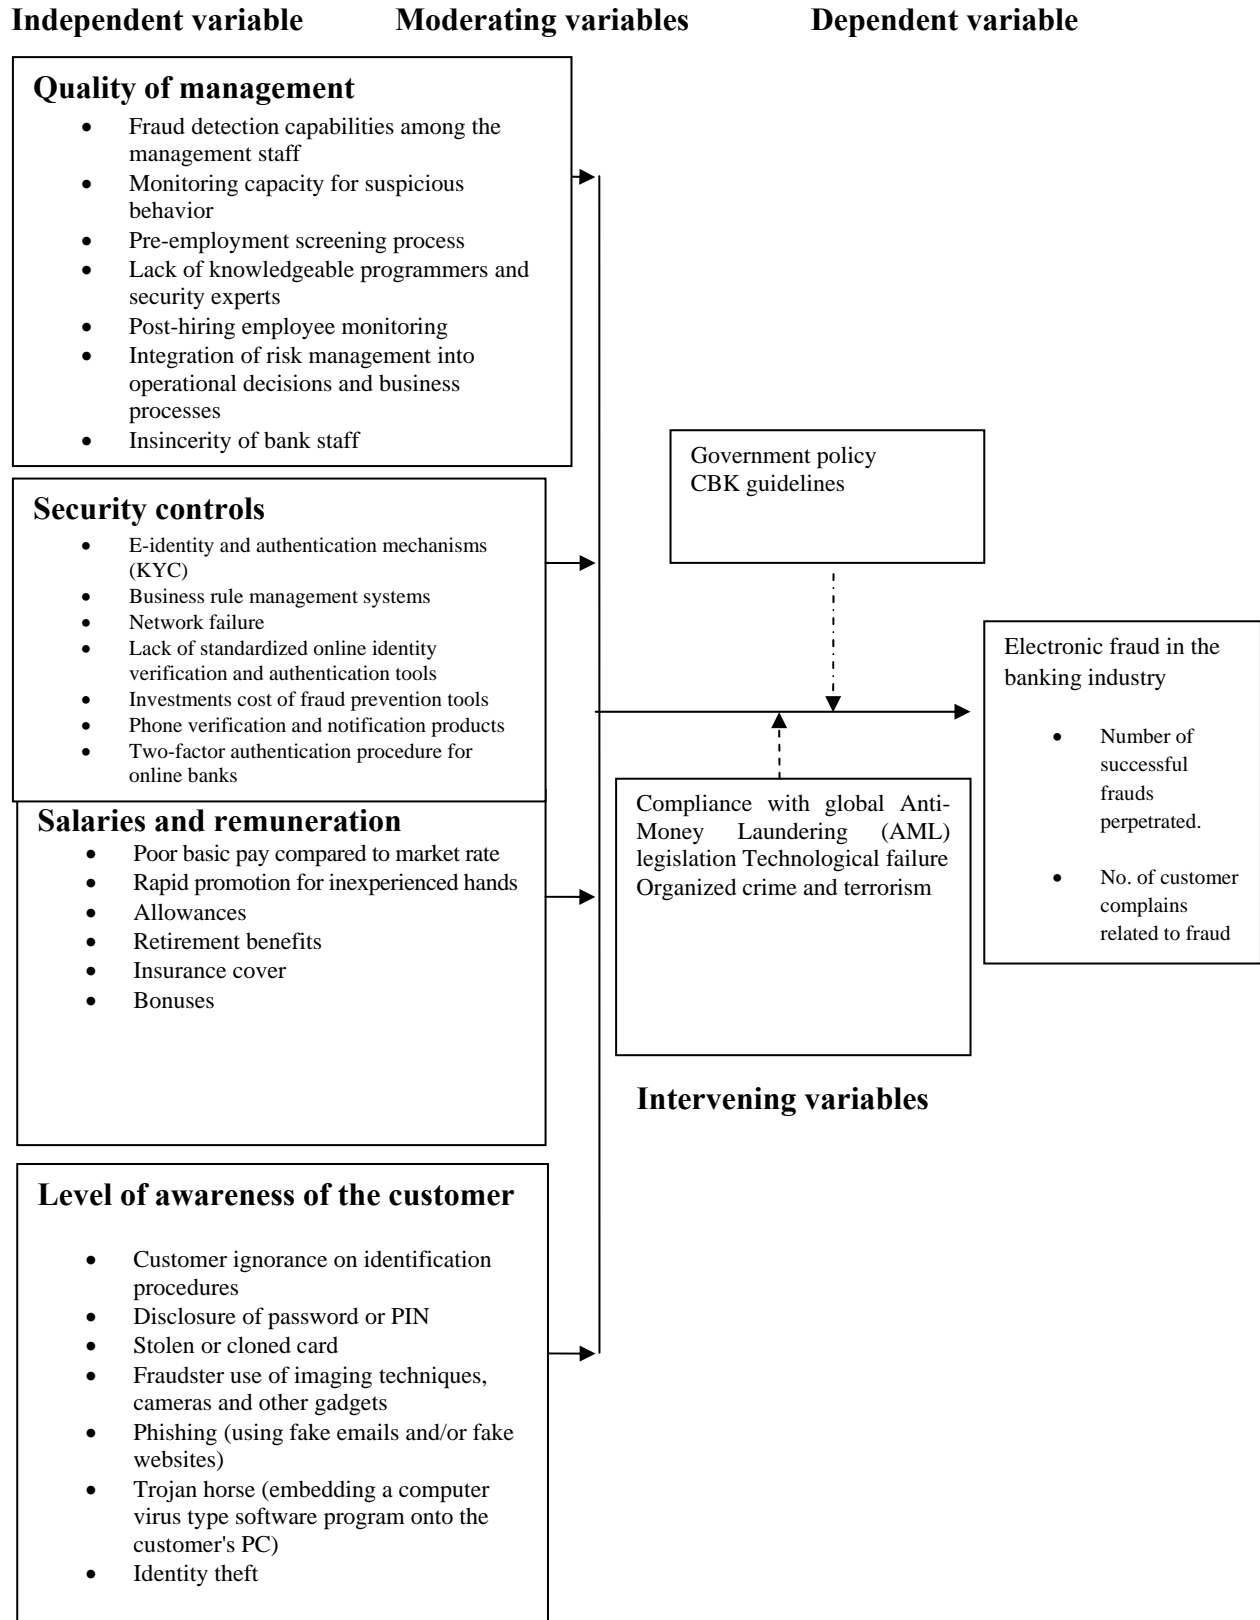 Independent variable
Moderating variables
Dependent variable
Quality of management
• Fraud detection capabilities among the
management staff
• Monitoring capacity for suspicious
behavior
• Pre-employment screening process
• Lack of knowledgeable programmers and
security experts
• Post-hiring employee monitoring
• Integration of risk management into
operational decisions and business
processes
• Insincerity of bank staff
Security controls
• E-identity and authentication mechanisms
(KYC)
• Business rule management systems
• Network failure
• Lack of standardized online identity
verification and authentication tools
• Investments cost of fraud prevention tools
• Phone verification and notification products
• Two-factor authentication procedure for
online banks
Salaries and remuneration
• Poor basic pay compared to market rate
• Rapid promotion for inexperienced hands
• Allowances
• Retirement benefits
• Insurance cover
• Bonuses
Level of awareness of the customer
• Customer ignorance on identification
procedures
• Disclosure of password or PIN
• Stolen or cloned card
• Fraudster use of imaging techniques,
cameras and other gadgets
• Phishing (using fake emails and/or fake
websites)
• Trojan horse (embedding a computer
virus type software program onto the
customer's PC)
• Identity theft
Government policy
CBK guidelines
Compliance with global Anti-
Money Laundering (AML)
legislation Technological failure
Organized crime and terrorism
Intervening variables
Electronic fraud in the
banking industry
• Number of
successful
frauds
perpetrated.
• No. of customer
complains
related to fraud